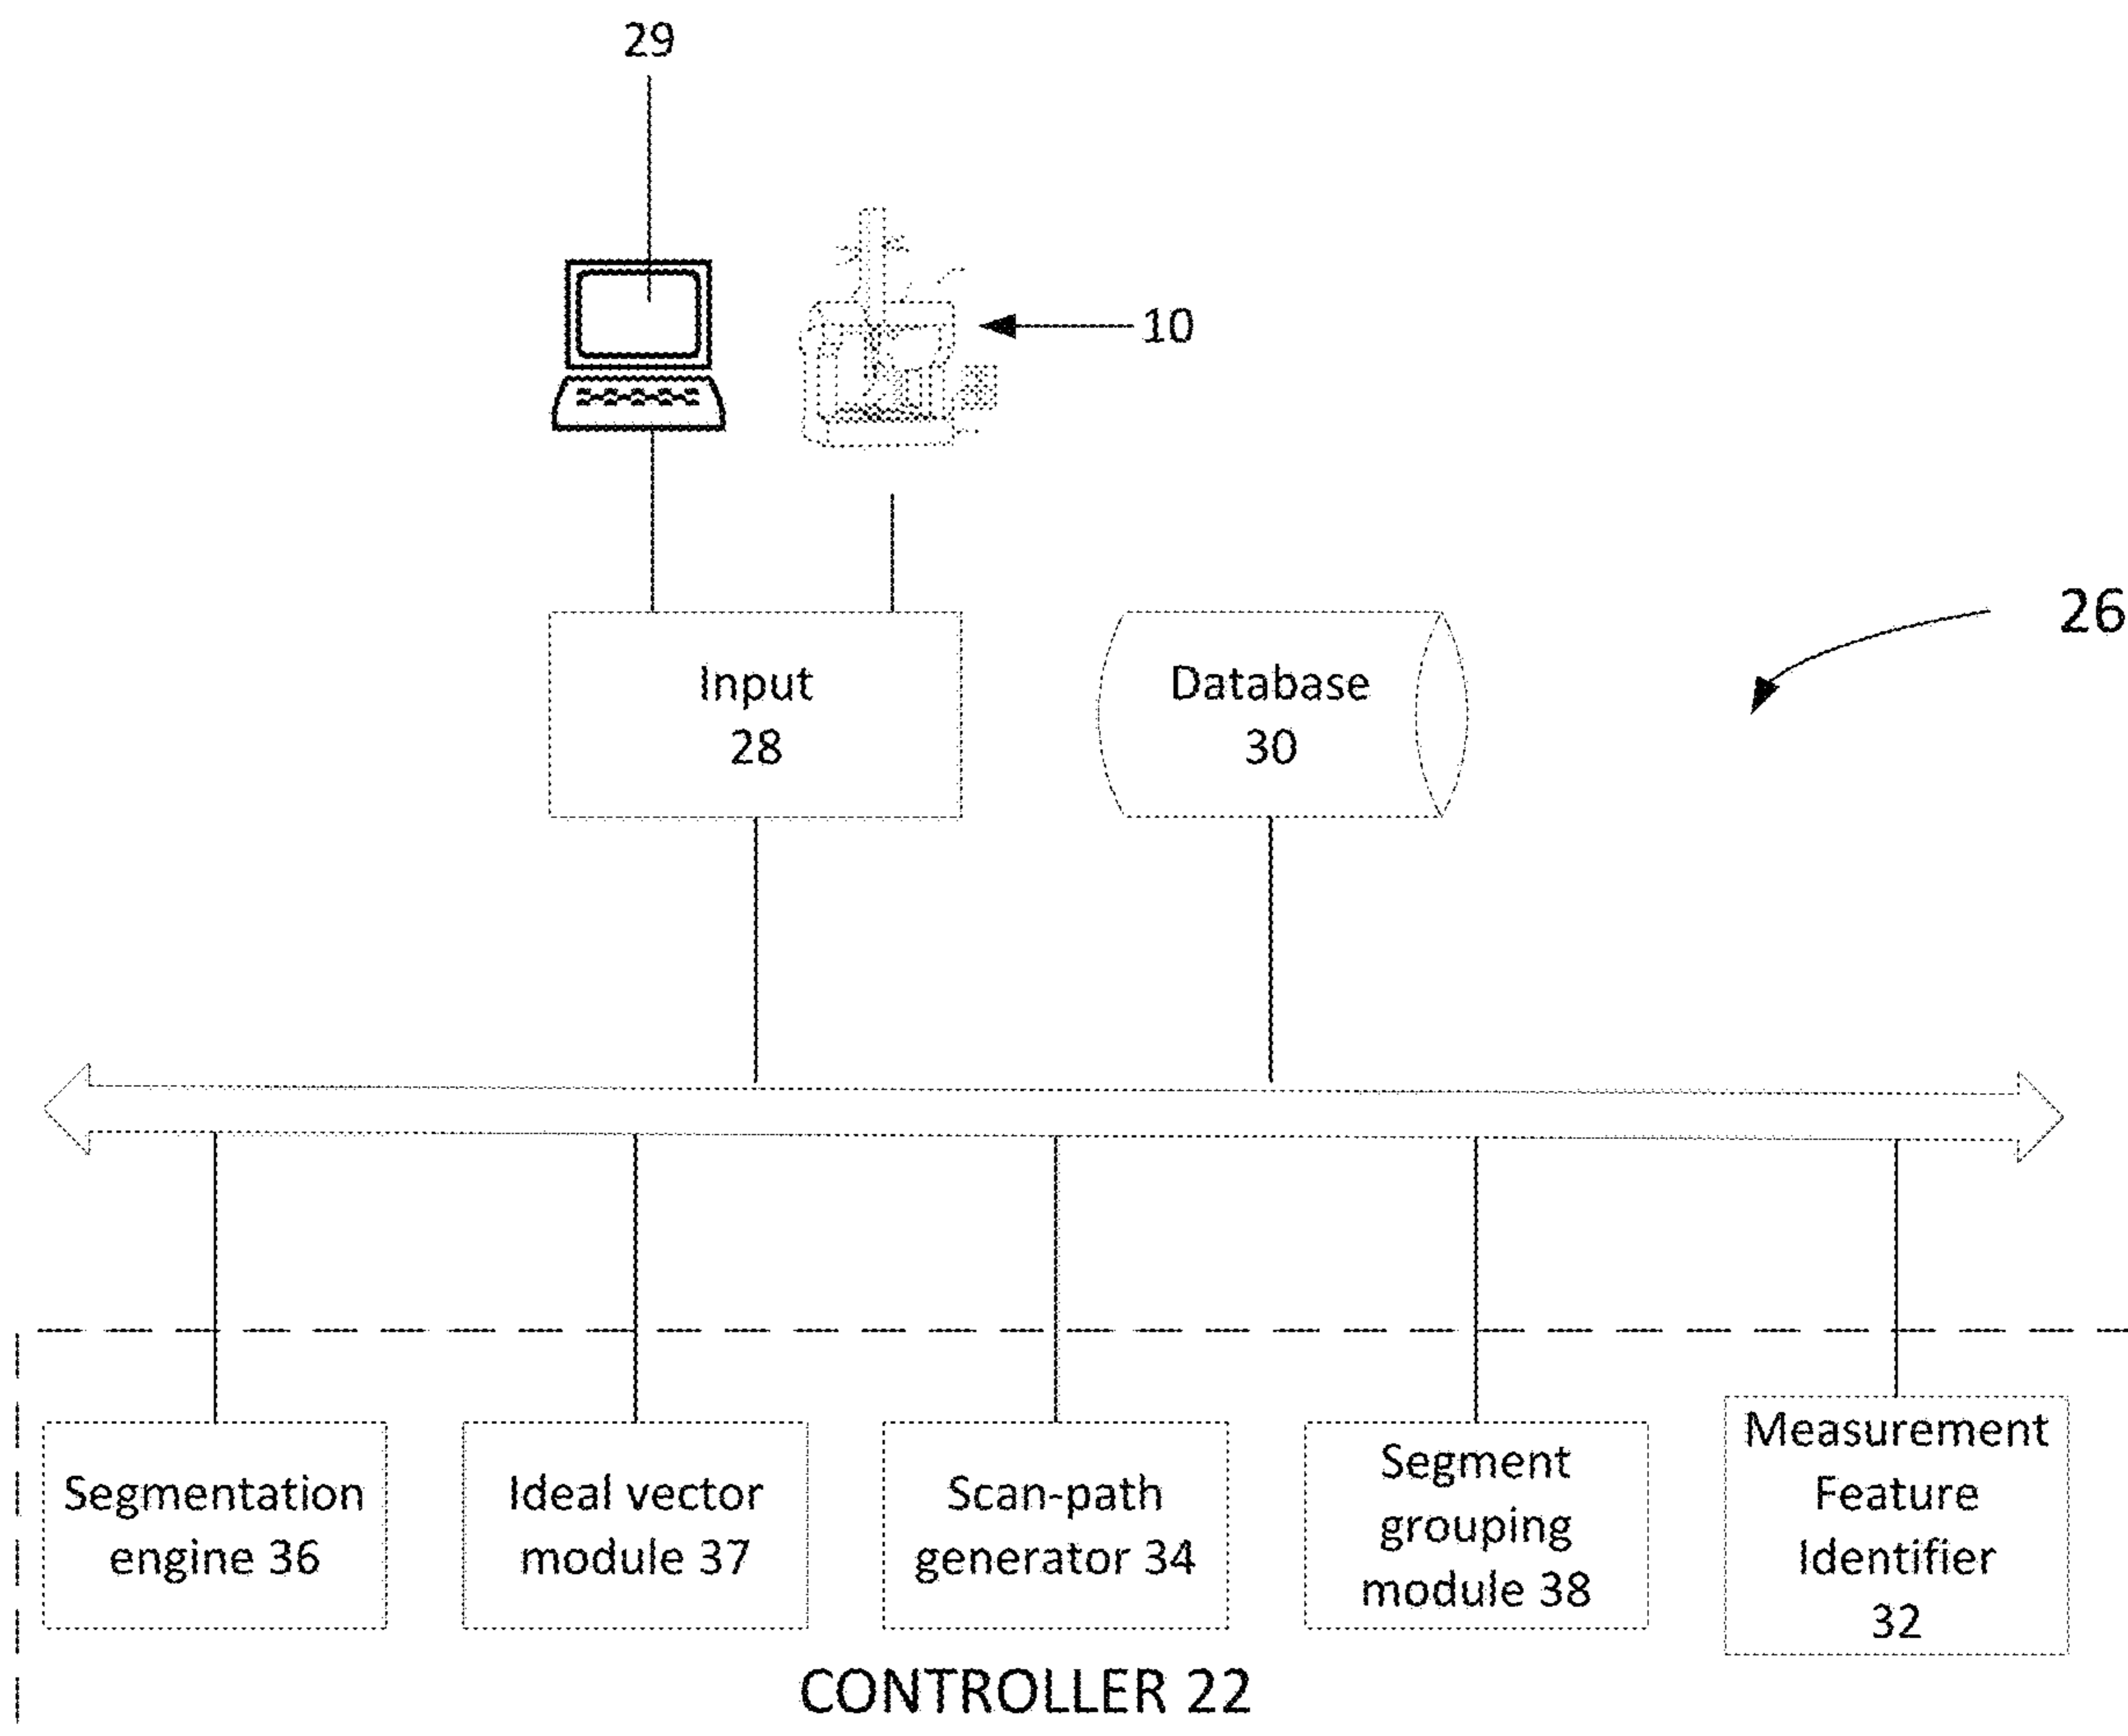 29
10
26
Input
28
Database
30
Segmentation
engine 36
Ideal vector
module 37
Scan-path
generator 34
Segment
grouping
module 38
Measurement
Feature
Identifier
32
CONTROLLER 22